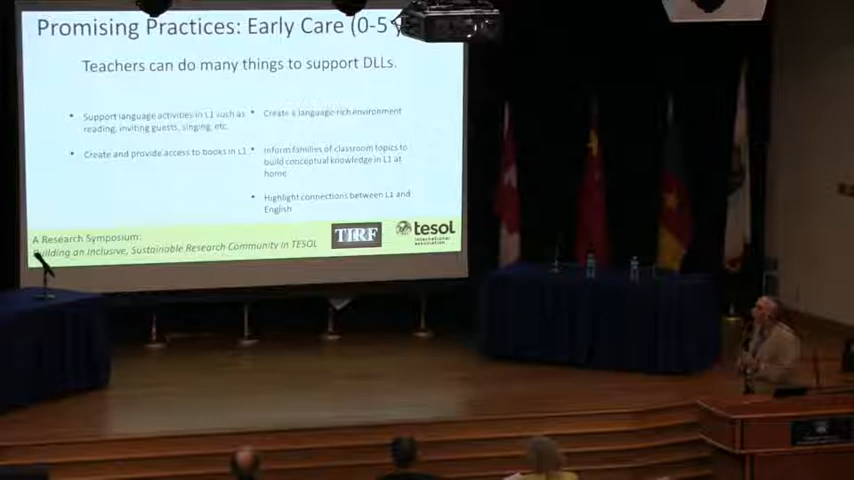 Promising Practices: Early Care (0-5 y
Teachers can do many things to support DLLs.
• Support language activities in L1 such as
reading, inviting guests, singing, etc.
• Create and provide access to books in L1
• Create a language-rich environment
• Inform families of classroom topics to
build conceptual knowledge in L1 at
home
• Highlight connections between L1 and
English
A Research Symposium:
Building an Inclusive, Sustainable Research Community in TESOL
TIRF
tesol
international
association